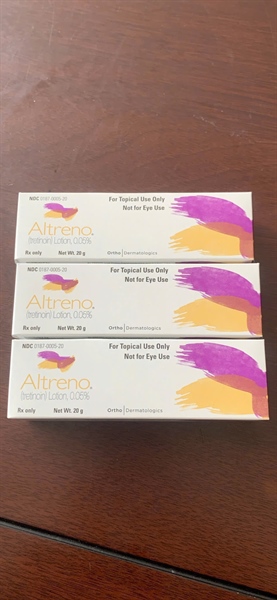 NDC 0187-0005-20
For Topical Use Only
Not for Eye Use
Altreno.
(tretinoin) Lotion, 0.05%
Rx only
Net Wt. 20 g
Ortho | Dermatologics
NDC 0187-0005-20
For Topical Use Only
Not for Eye Use
Altreno.
(tretinoin) Lotion, 0.05%
Rx only
Net Wt. 20 g
Ortho | Dermatologics
NDC 0187-0005-20
For Topical Use Only
Not for Eye Use
Altreno.
(tretinoin) Lotion, 0.05%
Rx only
Net Wt. 20 g
Ortho | Dermatologics